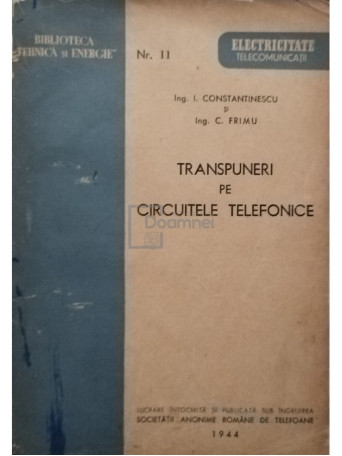 BIBLIOTECA
TEHNICA și ENERGIE"
Nr. 11
ELECTRICITATE
TELECOMUNICAȚII
Ing. I. CONSTANTINESCU
și
Ing. C. FRIMU
TRANSPUNERI
PE
CIRCUITELE TELEFONICE
Doamnei
LUCRARE ÎNTOCMITĂ ȘI PUBLICATĂ SUB ÎNGRIJIREA
SOCIETĂȚII ANONIME ROMÂNE DE TELEFOANE
1944